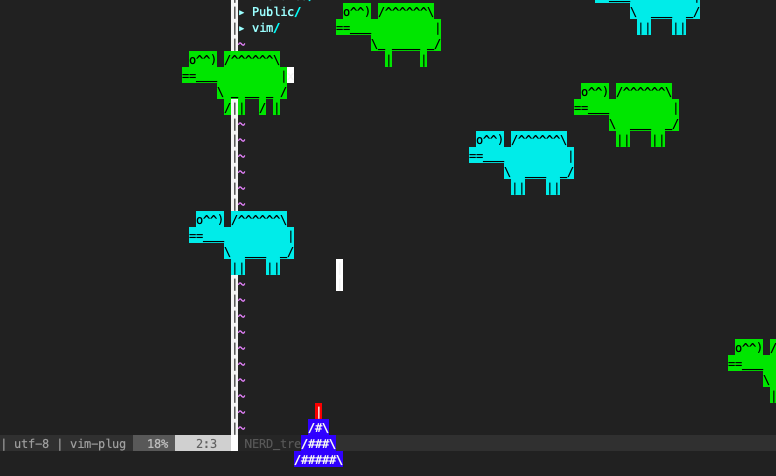 ▸ Public/
▸ vim/
| utf-8 | vim-plug 18% 2:3 NERD_tre